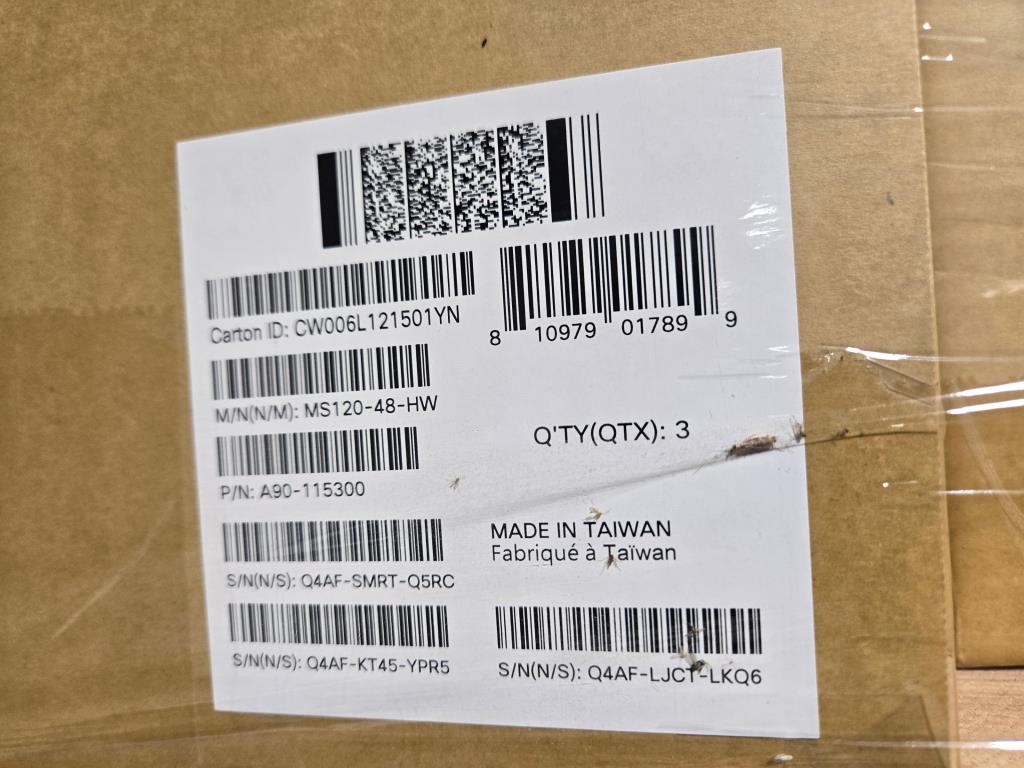 Carton ID: CW006L121501YN
8 10979 01789 9
M/N(N/M): MS120-48-HW
Q'TY(QTX): 3
P/N: A90-115300
MADE IN TAIWAN
Fabriqué à Taïwan
S/N(N/S): Q4AF-SMRT-Q5RC
S/N(N/S): Q4AF-KT45-YPR5
S/N(N/S): Q4AF-LJCT-LKQ6